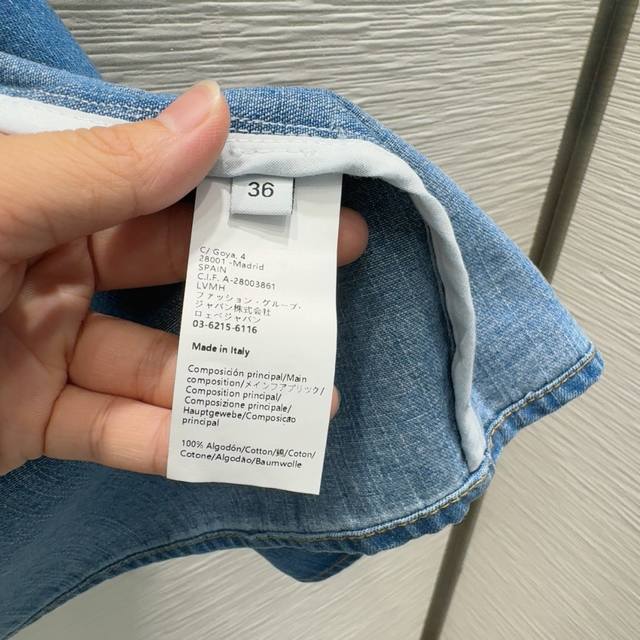 36
C/ Goya, 4
28001 -Madrid
SPAIN
C.I.F. A-28003861
LVMH
ファッション・グループ・
ジャパン株式会社
ロエベジャパン
03-6215-6116
Made in Italy
Composición principal/Main
composition/メインファブリック/
Composition principal/
Composizione principale/
Hauptgewebe/Composição
principal
100% Algodón/Cotton/綿/Coton/
Cotone/Algodão/Baumwolle